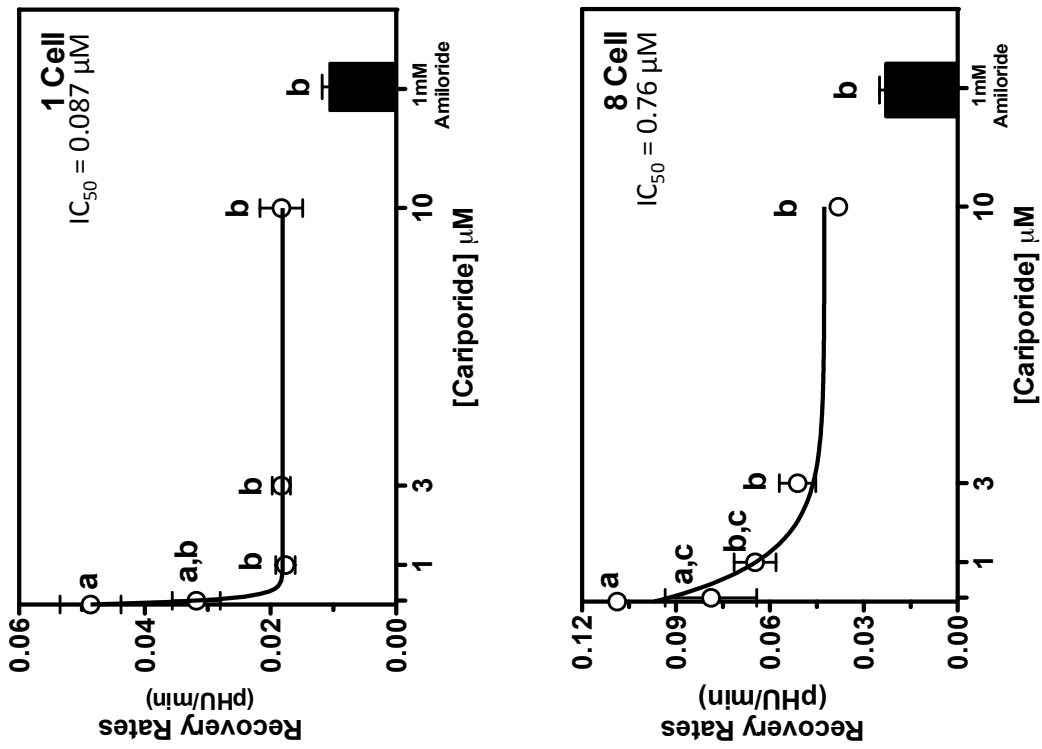 1 Cell
IC50 = 0.087 μM
Recovery Rates
(pHU/min)
0.06
0.04
0.02
0.00
a
a,b
b
b
b
b
1
3
10
1mM
Amiloride
[Cariporide] μM
8 Cell
IC50 = 0.76 μM
Recovery Rates
(pHU/min)
0.12
0.09
0.06
0.03
0.00
a
a,c
b,c
b
b
b
1
3
10
1mM
Amiloride
[Cariporide] μM